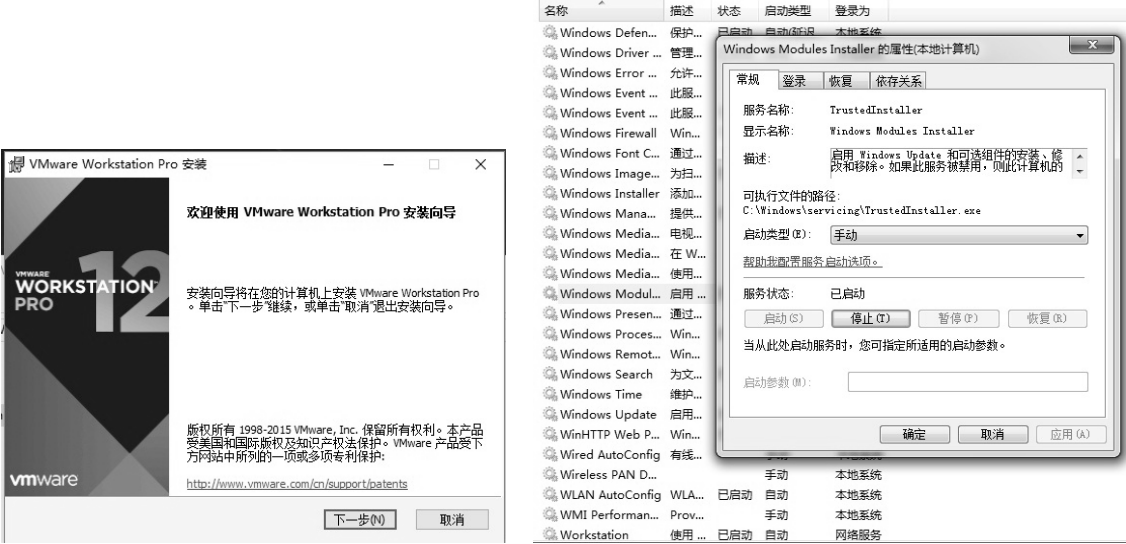 VMware Workstation Pro 安装
VMWARE
WORKSTATION
PRO
12
vmware
欢迎使用 VMware Workstation Pro 安装向导
安装向导将在您的计算机上安装 VMware Workstation Pro
。单击“下一步”继续，或单击“取消”退出安装向导。
版权所有 1998-2015 VMware, Inc. 保留所有权利。本产品
受美国和国际版权及知识产权法保护。VMware 产品受下
方网站中所列的一项或多项专利保护:
http://www.vmware.com/cn/support/patents
下一步(N) 取消
名称 描述 状态 启动类型 登录为
Windows Defen... 保护... 已启动 自动(延迟 本地系统
Windows Driver ... 管理...
Windows Error ... 允许...
Windows Event ... 此服...
Windows Event ... 此服...
Windows Firewall Win...
Windows Font C... 通过...
Windows Image... 为扫...
Windows Installer 添加...
Windows Mana... 提供...
Windows Media... 电视...
Windows Media... 在 W...
Windows Media... 使用...
Windows Modul... 启用 ...
Windows Presen... 通过...
Windows Proces... Win...
Windows Remot... Win...
Windows Search 为文...
Windows Time 维护...
Windows Update 启用...
WinHTTP Web P... Win...
Wired AutoConfig 有线...
Wireless PAN D... 手动 本地系统
WLAN AutoConfig WLA... 已启动 自动 本地系统
WMI Performan... Prov... 手动 本地系统
Workstation 使用 ... 已启动 自动 网络服务
Windows Modules Installer 的属性(本地计算机)
常规 登录 恢复 依存关系
服务名称: TrustedInstaller
显示名称: Windows Modules Installer
描述: 启用 Windows Update 和可选组件的安装、修
改和移除。如果此服务被禁用，则此计算机的
可执行文件的路径:
C:\Windows\servicing\TrustedInstaller.exe
启动类型(E): 手动
帮助我配置服务启动选项。
服务状态: 已启动
启动(S) 停止(T) 暂停(P) 恢复(R)
当从此处启动服务时，您可指定所适用的启动参数。
启动参数(M):
确定 取消 应用(A)